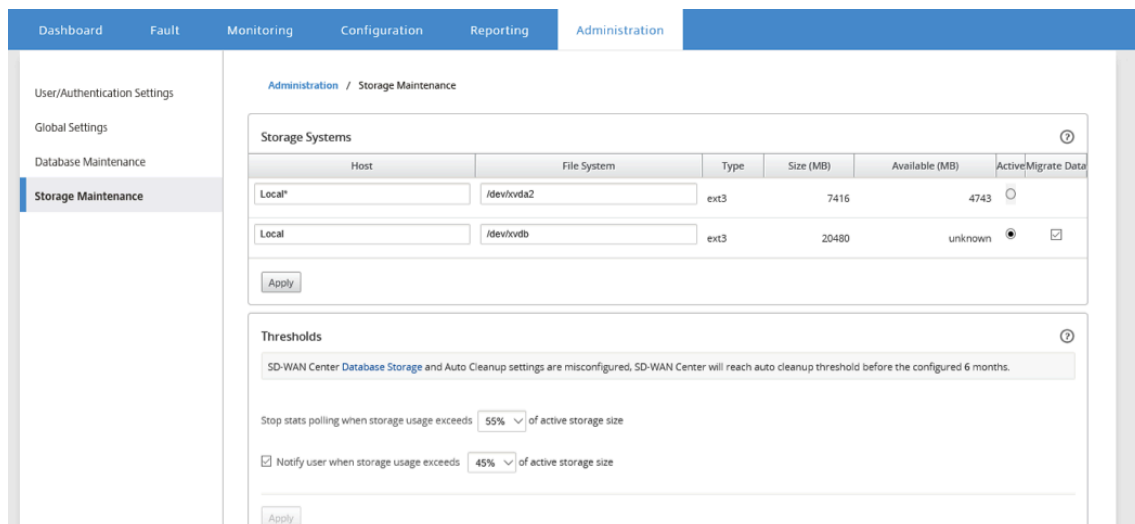 Dashboard Fault Monitoring Configuration Reporting Administration
User/Authentication Settings
Global Settings
Database Maintenance
Storage Maintenance
Administration / Storage Maintenance
Storage Systems ?
Host File System Type Size (MB) Available (MB) Active Migrate Data
Local* /dev/xvda2 ext3 7416 4743
Local /dev/xvdb ext3 20480 unknown
Apply
Thresholds ?
SD-WAN Center Database Storage and Auto Cleanup settings are misconfigured, SD-WAN Center will reach auto cleanup threshold before the configured 6 months.
Stop stats polling when storage usage exceeds 55% of active storage size
Notify user when storage usage exceeds 45% of active storage size
Apply